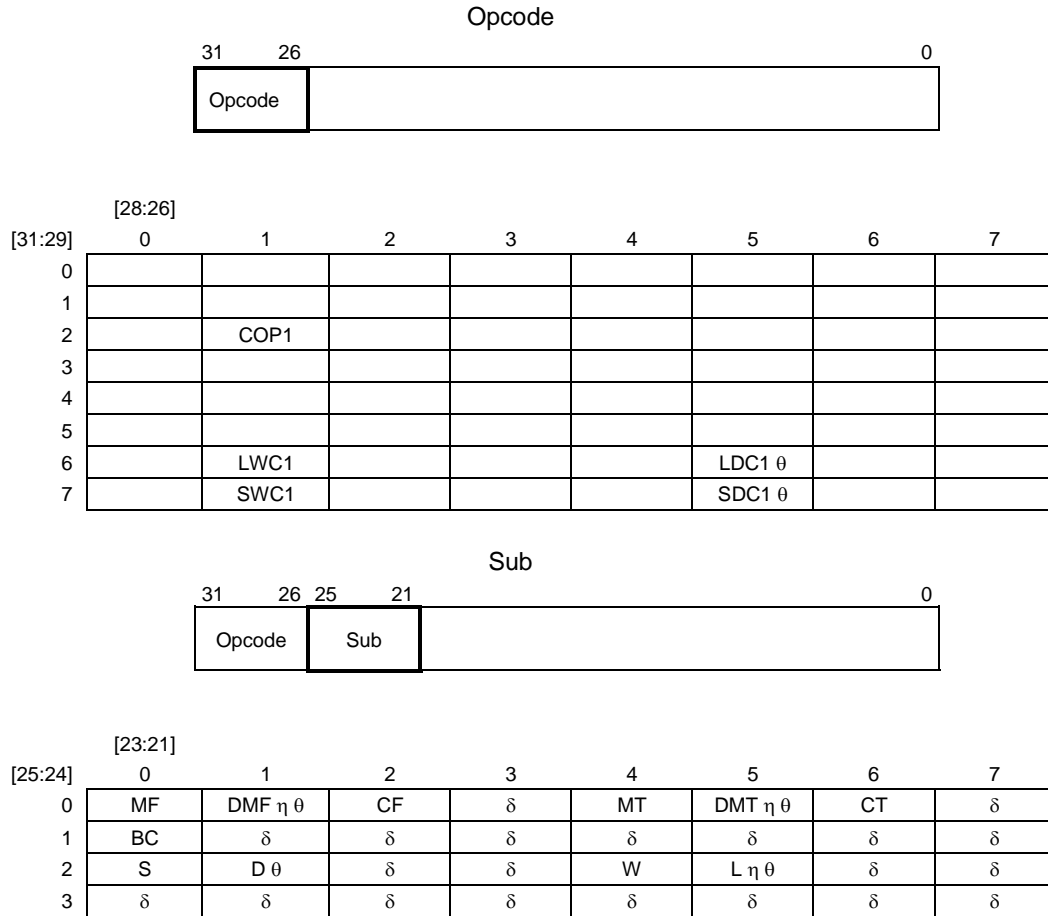 Opcode
31 26 0
Opcode
[28:26]
[31:29] 0 1 2 3 4 5 6 7
0
1
2 COP1
3
4
5
6 LWC1 LDC1 θ
7 SWC1 SDC1 θ
Sub
31 26 25 21 0
Opcode Sub
[23:21]
[25:24] 0 1 2 3 4 5 6 7
0 MF DMF η θ CF δ MT DMT η θ CT δ
1 BC δ δ δ δ δ δ δ
2 S D θ δ δ W L η θ δ δ
3 δ δ δ δ δ δ δ δ